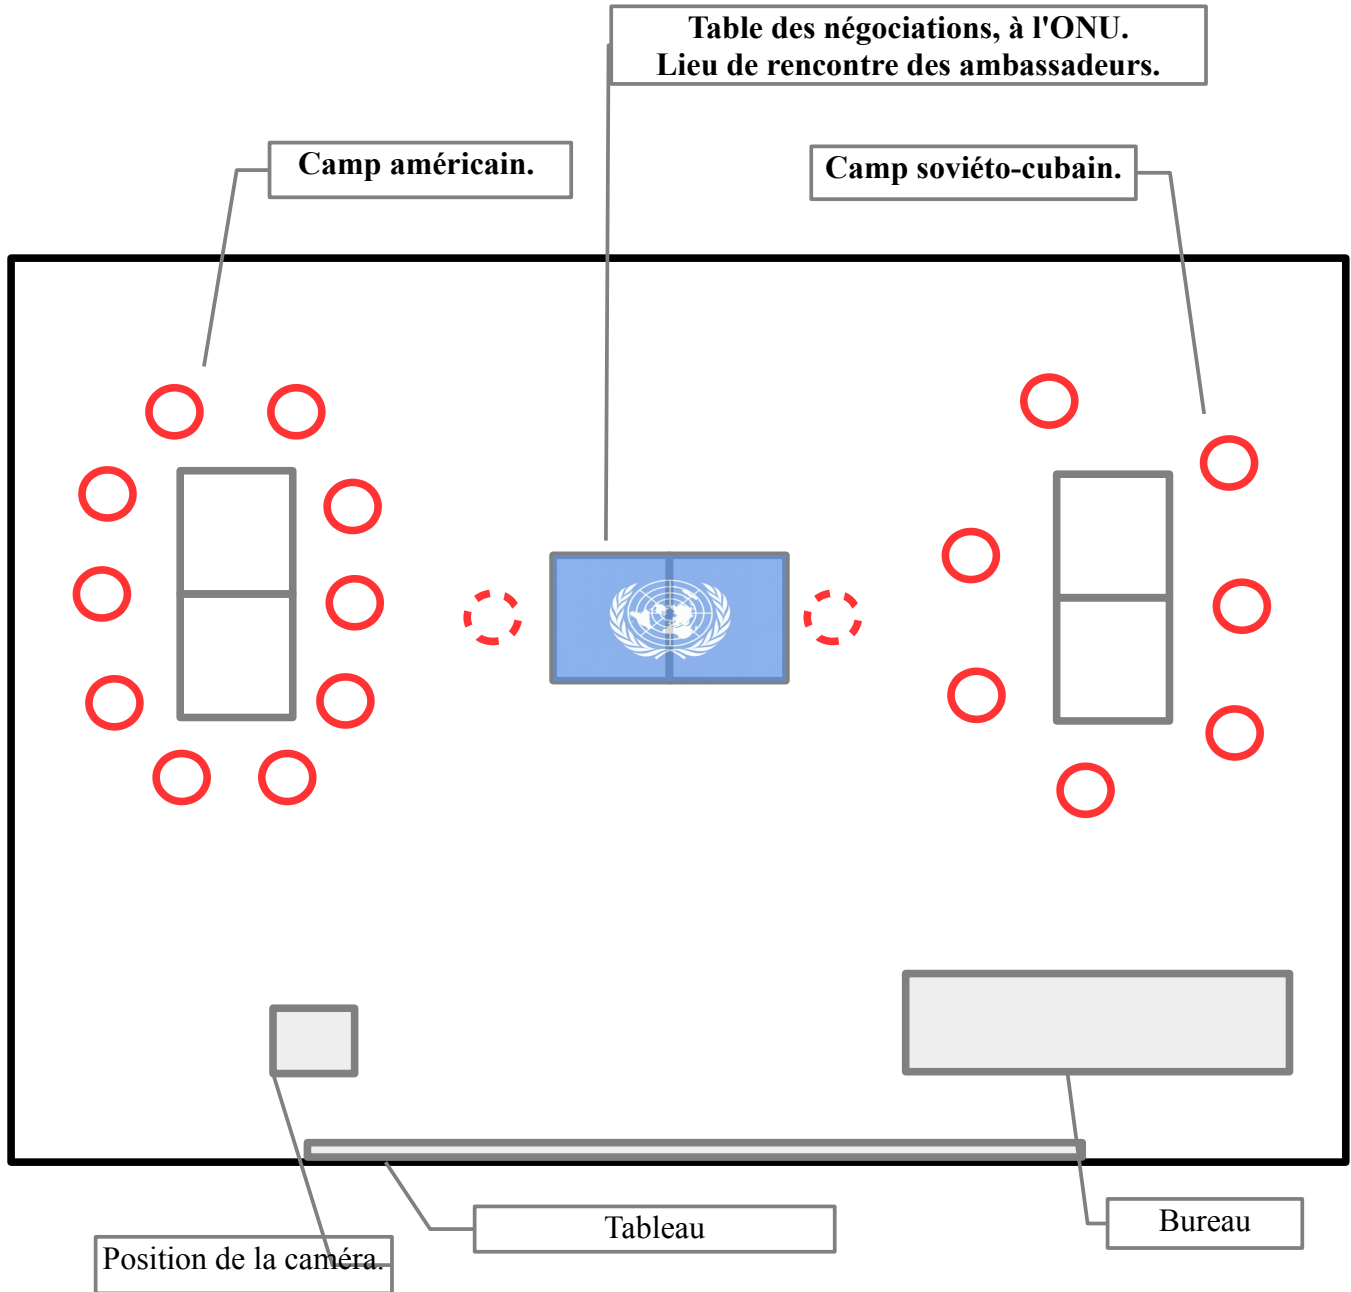 Table des négociations, à l'ONU.
Lieu de rencontre des ambassadeurs.
Camp américain.
Camp soviéto-cubain.
Tableau
Bureau
Position de la caméra.